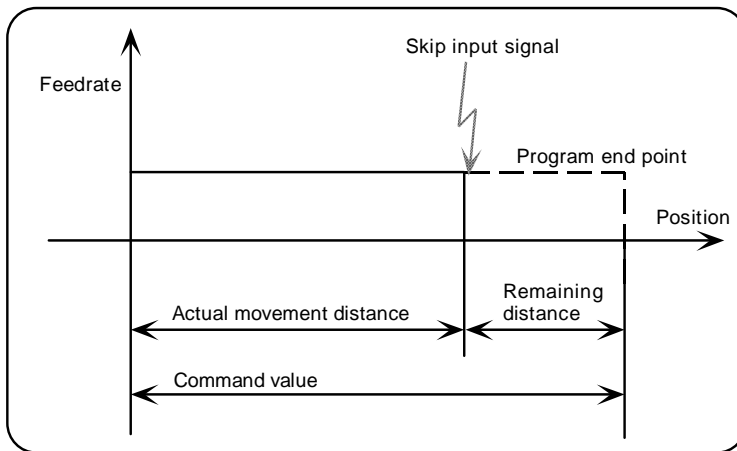 Skip input signal
Feedrate
Program end point
Position
Actual movement distance
Remaining
distance
Command value